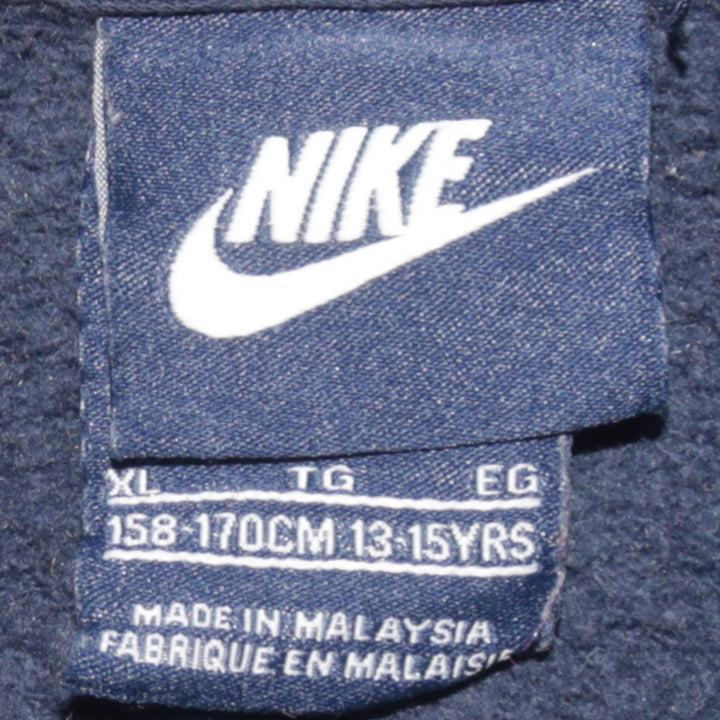 NIKE
XL TG EG
158-170CM 13-15YRS
MADE IN MALAYSIA
FABRIQUE EN MALAISIE